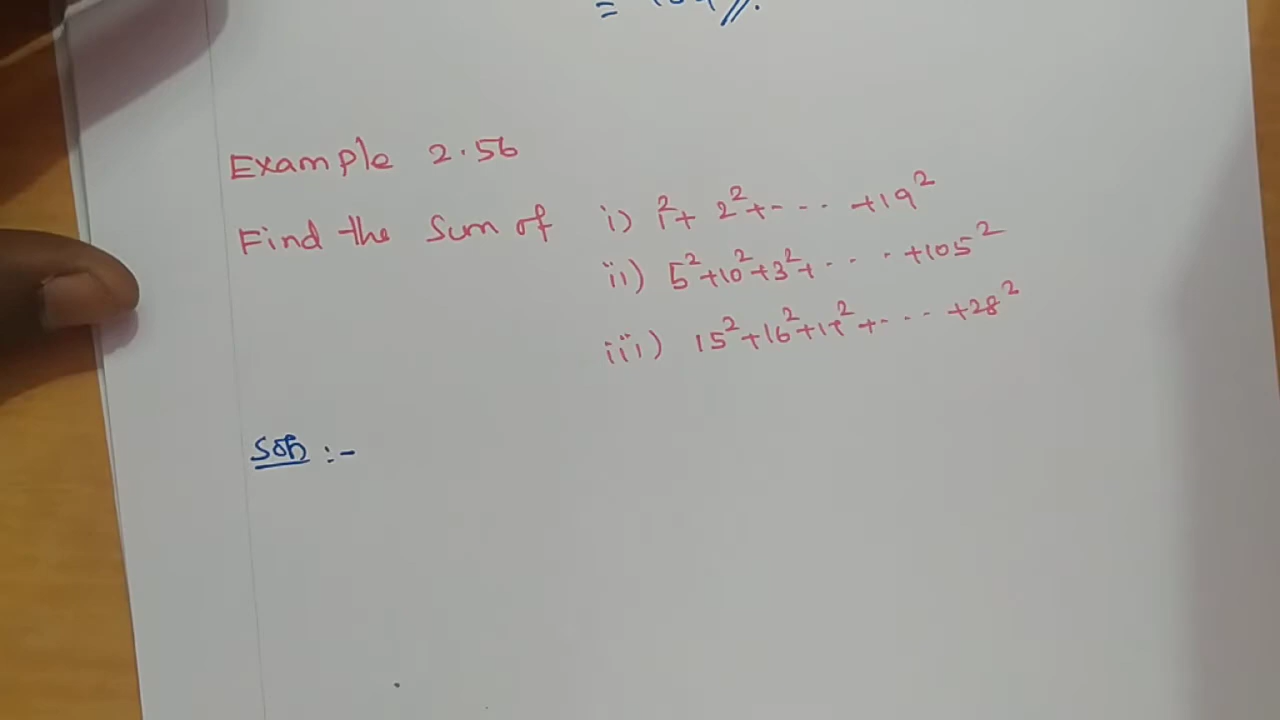 Example 2.56
Find the Sum of i) 1²+ 2²+---- +19²
ii) 5²+10²+3²+ . . . . +105²
iii) 15²+16²+17²+---- +28²
Soln :-